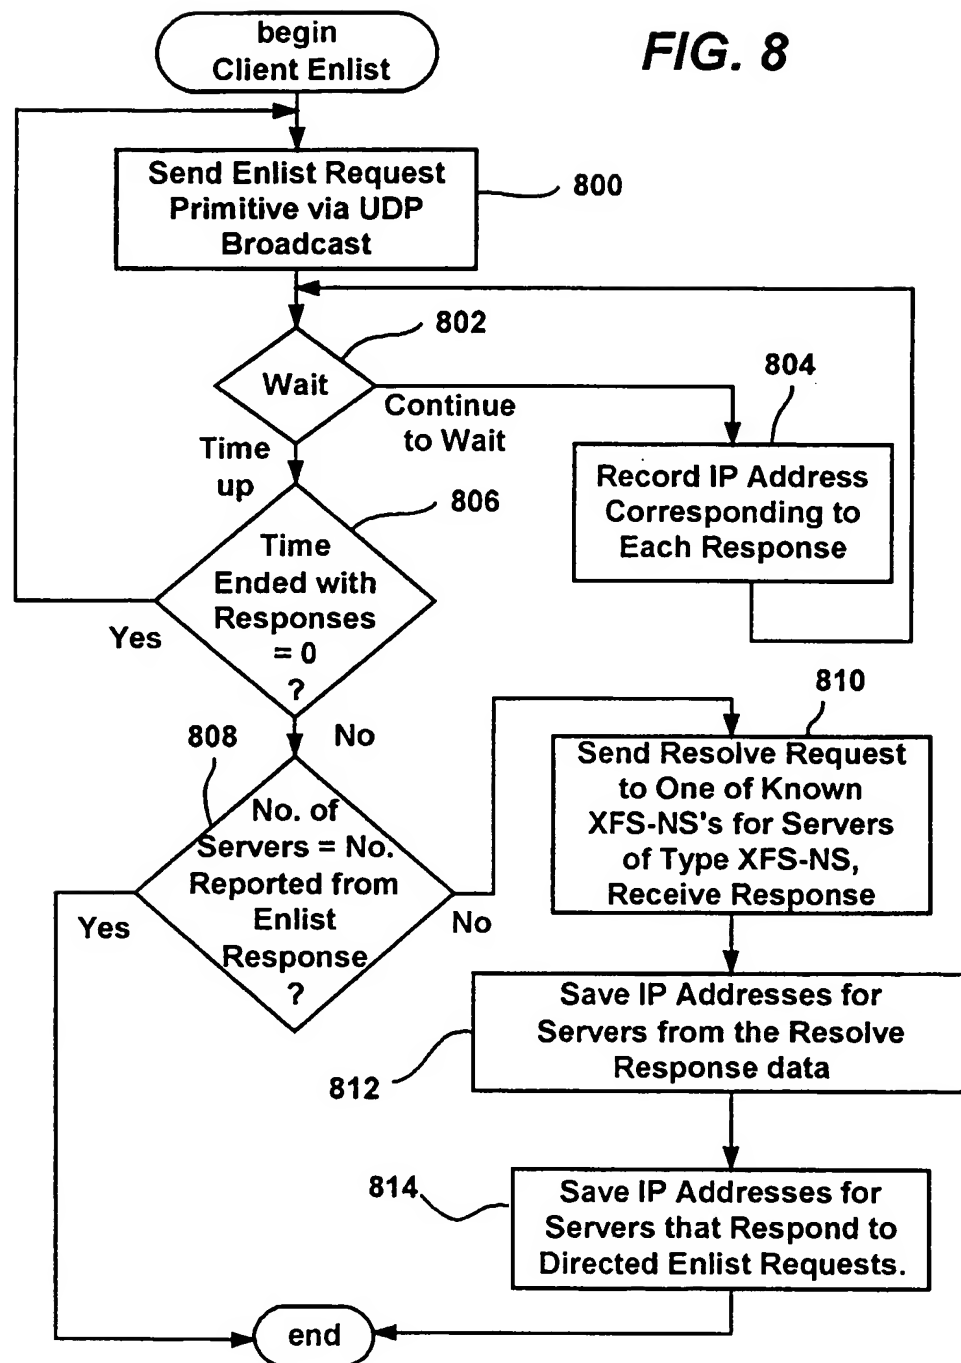 begin
Client Enlist
FIG. 8
Send Enlist Request
Primitive via UDP
Broadcast
800
802
Wait
Continue
to Wait
804
Record IP Address
Corresponding to
Each Response
Time
up
806
Time
Ended with
Responses
= 0
?
Yes
No
808
No. of
Servers = No.
Reported from
Enlist
Response
?
Yes
No
810
Send Resolve Request
to One of Known
XFS-NS's for Servers
of Type XFS-NS,
Receive Response
812
Save IP Addresses for
Servers from the Resolve
Response data
814
Save IP Addresses for
Servers that Respond to
Directed Enlist Requests.
end